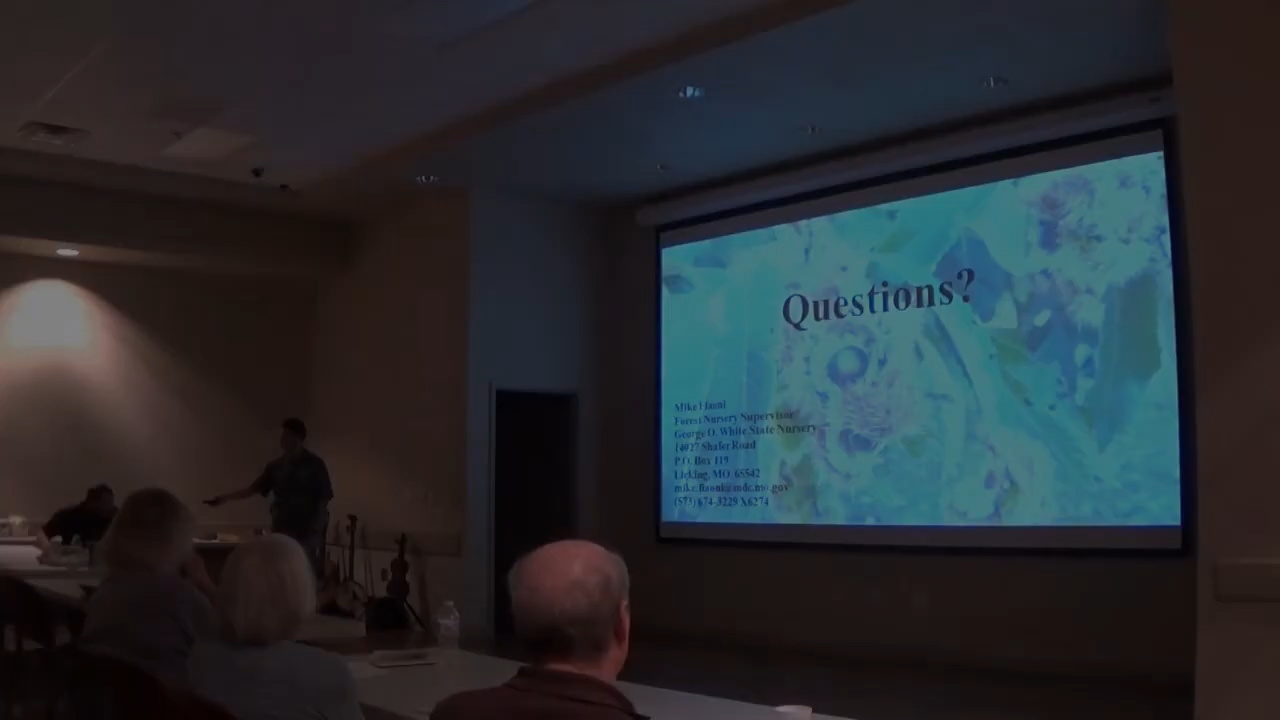 Questions?
Mike
Forest Nursery Supervisor
George O. White State Nursery
14027 Shafer Road
P.O. Box 119
Licking, MO 65542
(573) 674-3229 X6274